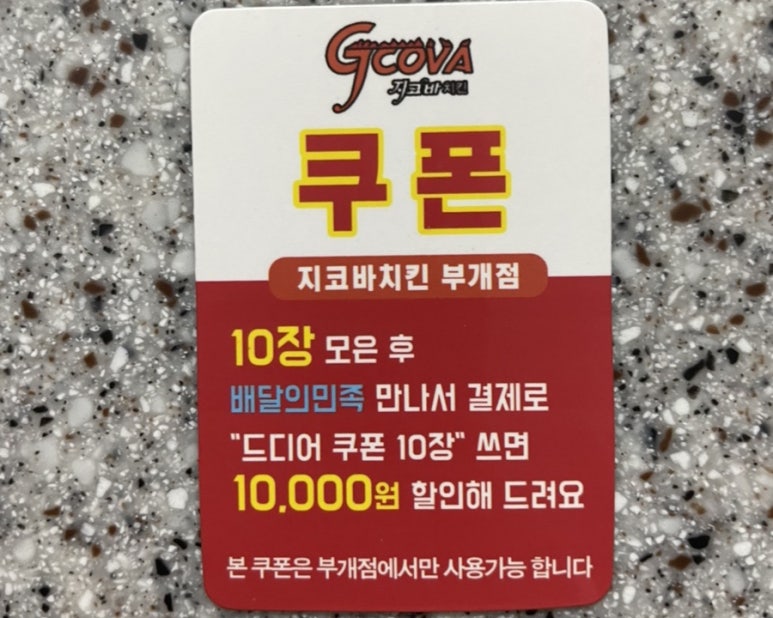 GCOVA
지코바치킨
쿠폰
지코바치킨 부개점
10장 모은 후
배달의민족 만나서 결제로
"드디어 쿠폰 10장" 쓰면
10,000원 할인해 드려요
본 쿠폰은 부개점에서만 사용가능 합니다